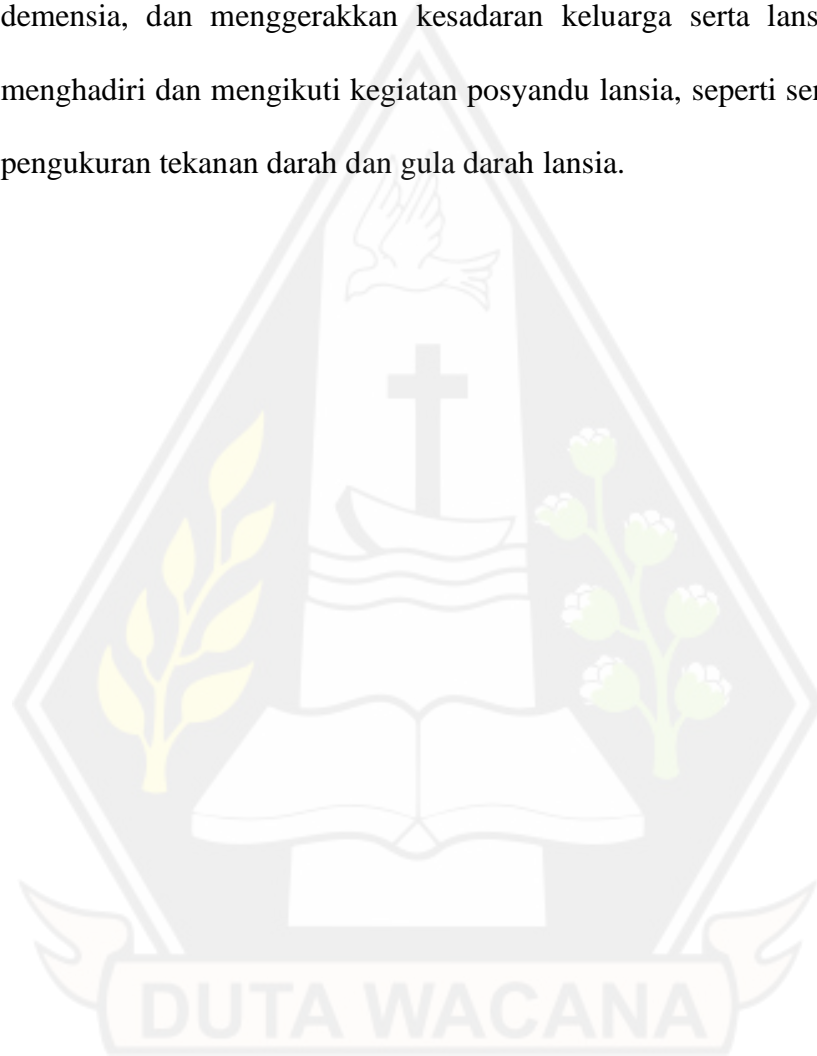 demensia, dan menggerakkan kesadaran keluarga serta
menghadiri dan mengikuti kegiatan posyandu lansia, seperti
pengukuran tekanan darah dan gula darah lansia.
DUTA WACANA